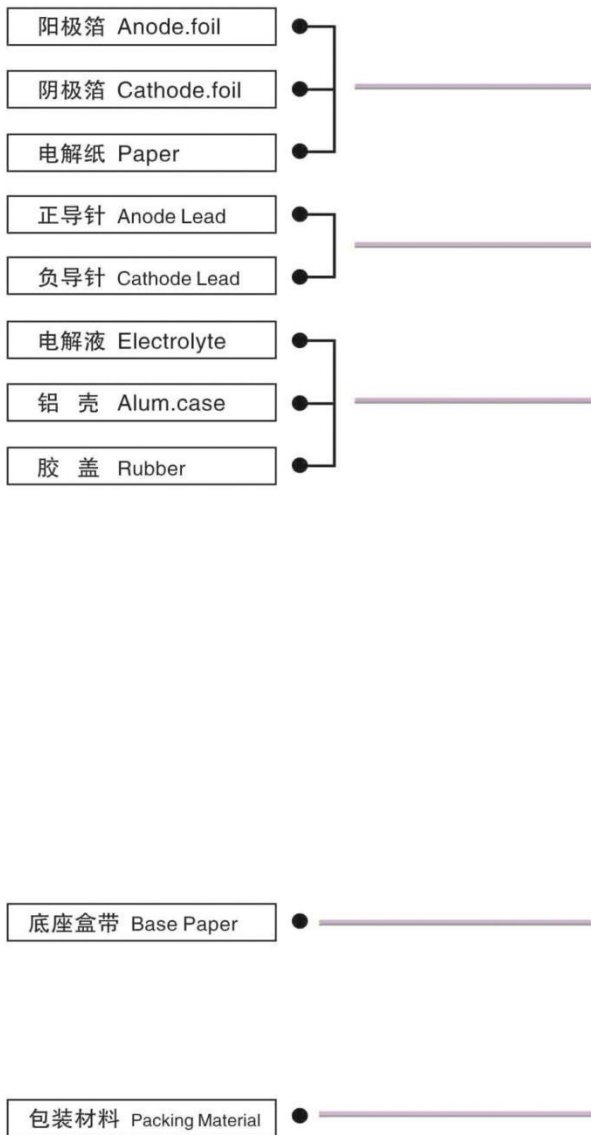 阳极箔 Anode.foil
阴极箔 Cathode.foil
电解纸 Paper
正导针 Anode Lead
负导针 Cathode Lead
电解液 Electrolyte
铝 壳 Alum.case
胶 盖 Rubber
底座盒带 Base Paper
包装材料 Packing Material